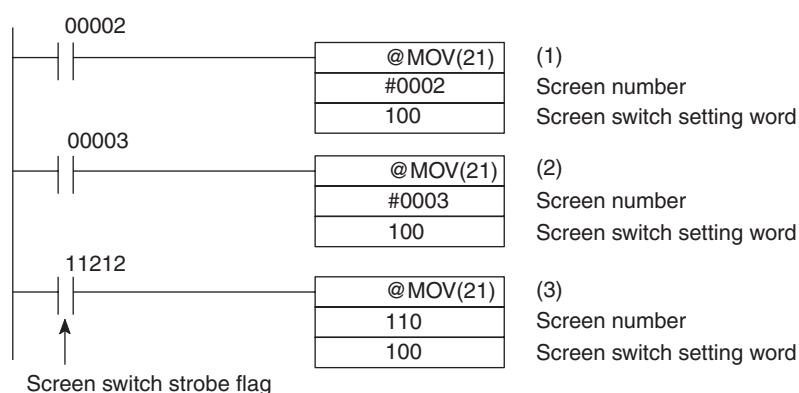 00002
@MOV(21) (1)
#0002 Screen number
100 Screen switch setting word
00003
@MOV(21) (2)
#0003 Screen number
100 Screen switch setting word
11212
@MOV(21) (3)
110 Screen number
100 Screen switch setting word
Screen switch strobe flag